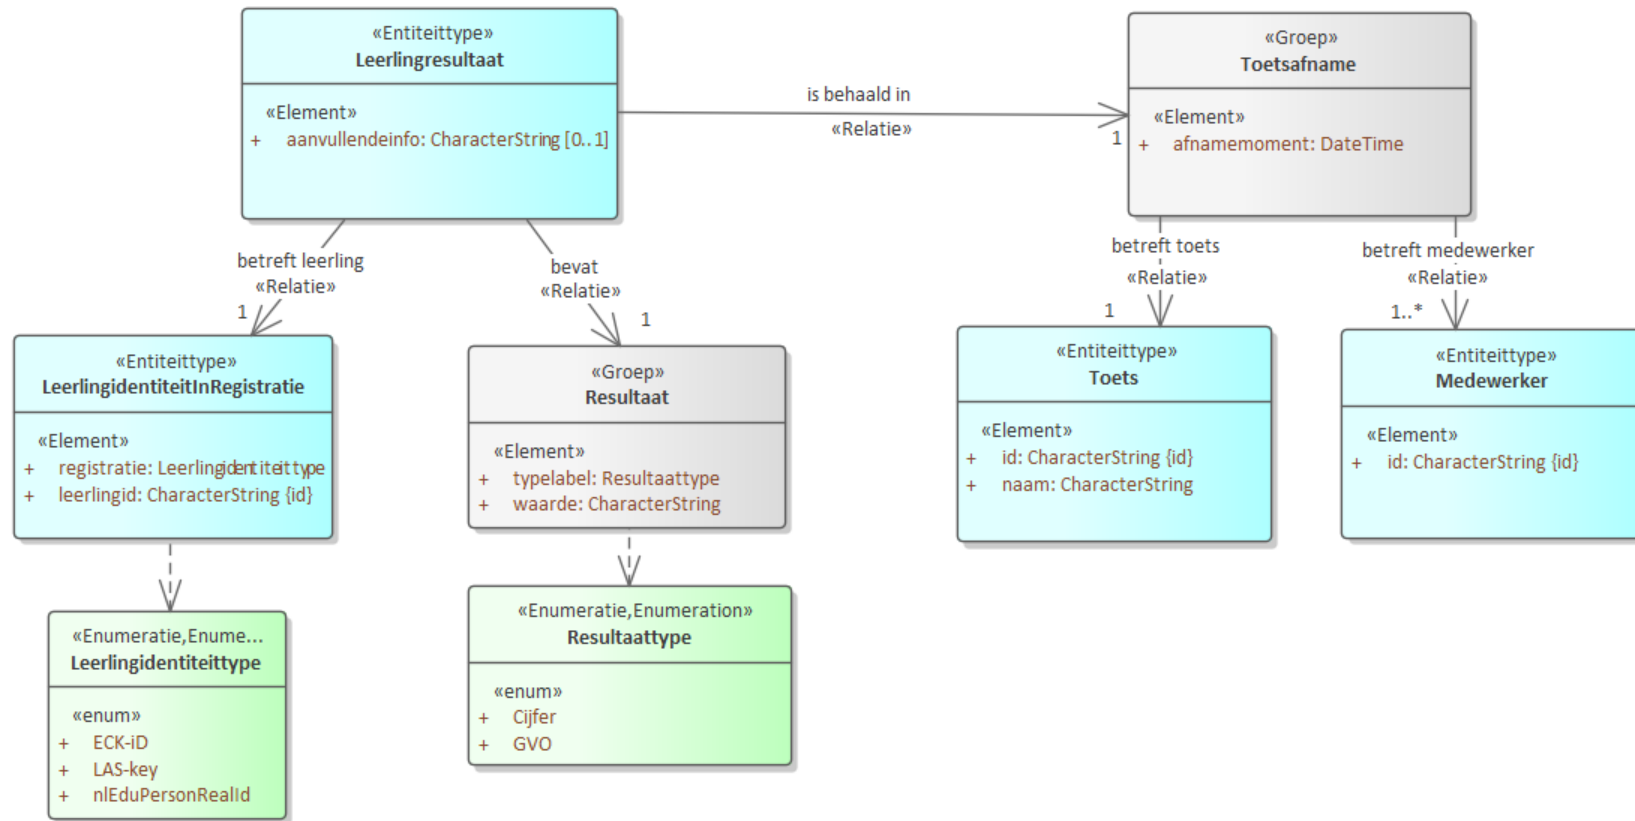 «Entiteittype»
Leerlingresultaat
«Element»
+ aanvullendeinfo: CharacterString [0..1]
is behaald in
«Relatie»
1
«Groep»
Toetsafname
«Element»
+ afnamemoment: DateTime
betreft leerling
«Relatie»
1
bevat
«Relatie»
1
betreft toets
«Relatie»
1
betreft medewerker
«Relatie»
1..*
«Entiteittype»
LeerlingidentiteitInRegistratie
«Element»
+ registratie: Leerlingidentiteittype
+ leerlingid: CharacterString {id}
«Groep»
Resultaat
«Element»
+ typelabel: Resultaattype
+ waarde: CharacterString
«Entiteittype»
Toets
«Element»
+ id: CharacterString {id}
+ naam: CharacterString
«Entiteittype»
Medewerker
«Element»
+ id: CharacterString {id}
«Enumeratie,Enume...
Leerlingidentiteittype
«enum»
+ ECK-iD
+ LAS-key
+ nlEduPersonRealId
«Enumeratie,Enumeration»
Resultaattype
«enum»
+ Cijfer
+ GVO